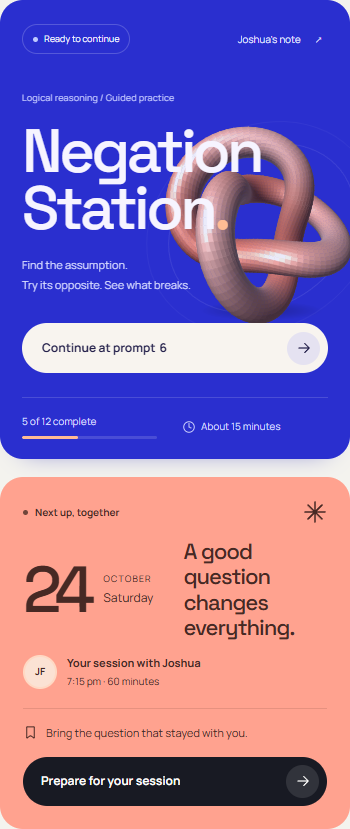 Ready to continue
Joshua's note ↗
Logical reasoning / Guided practice
Negation
Station.
Find the assumption.
Try its opposite. See what breaks.
Continue at prompt 6
5 of 12 complete
About 15 minutes
Next up, together
24
OCTOBER
Saturday
A good
question
changes
everything.
JF
Your session with Joshua
7:15 pm · 60 minutes
Bring the question that stayed with you.
Prepare for your session